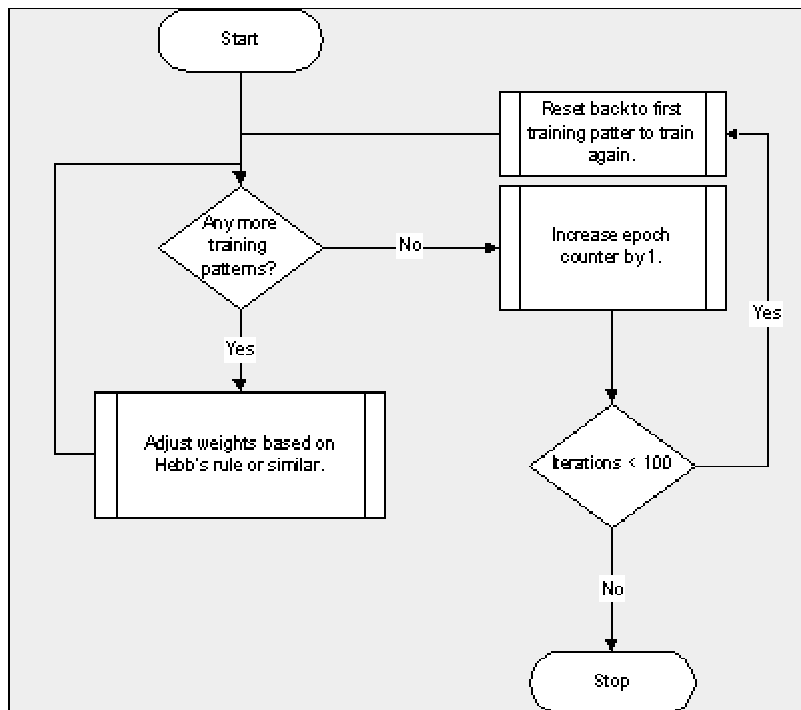 Start
Reset back to first
training patter to train
again.
Any more
training
patterns?
No
Increase epoch
counter by 1.
Yes
Yes
Adjust weights based on
Hebb's rule or similar.
Iterations < 100
No
Stop